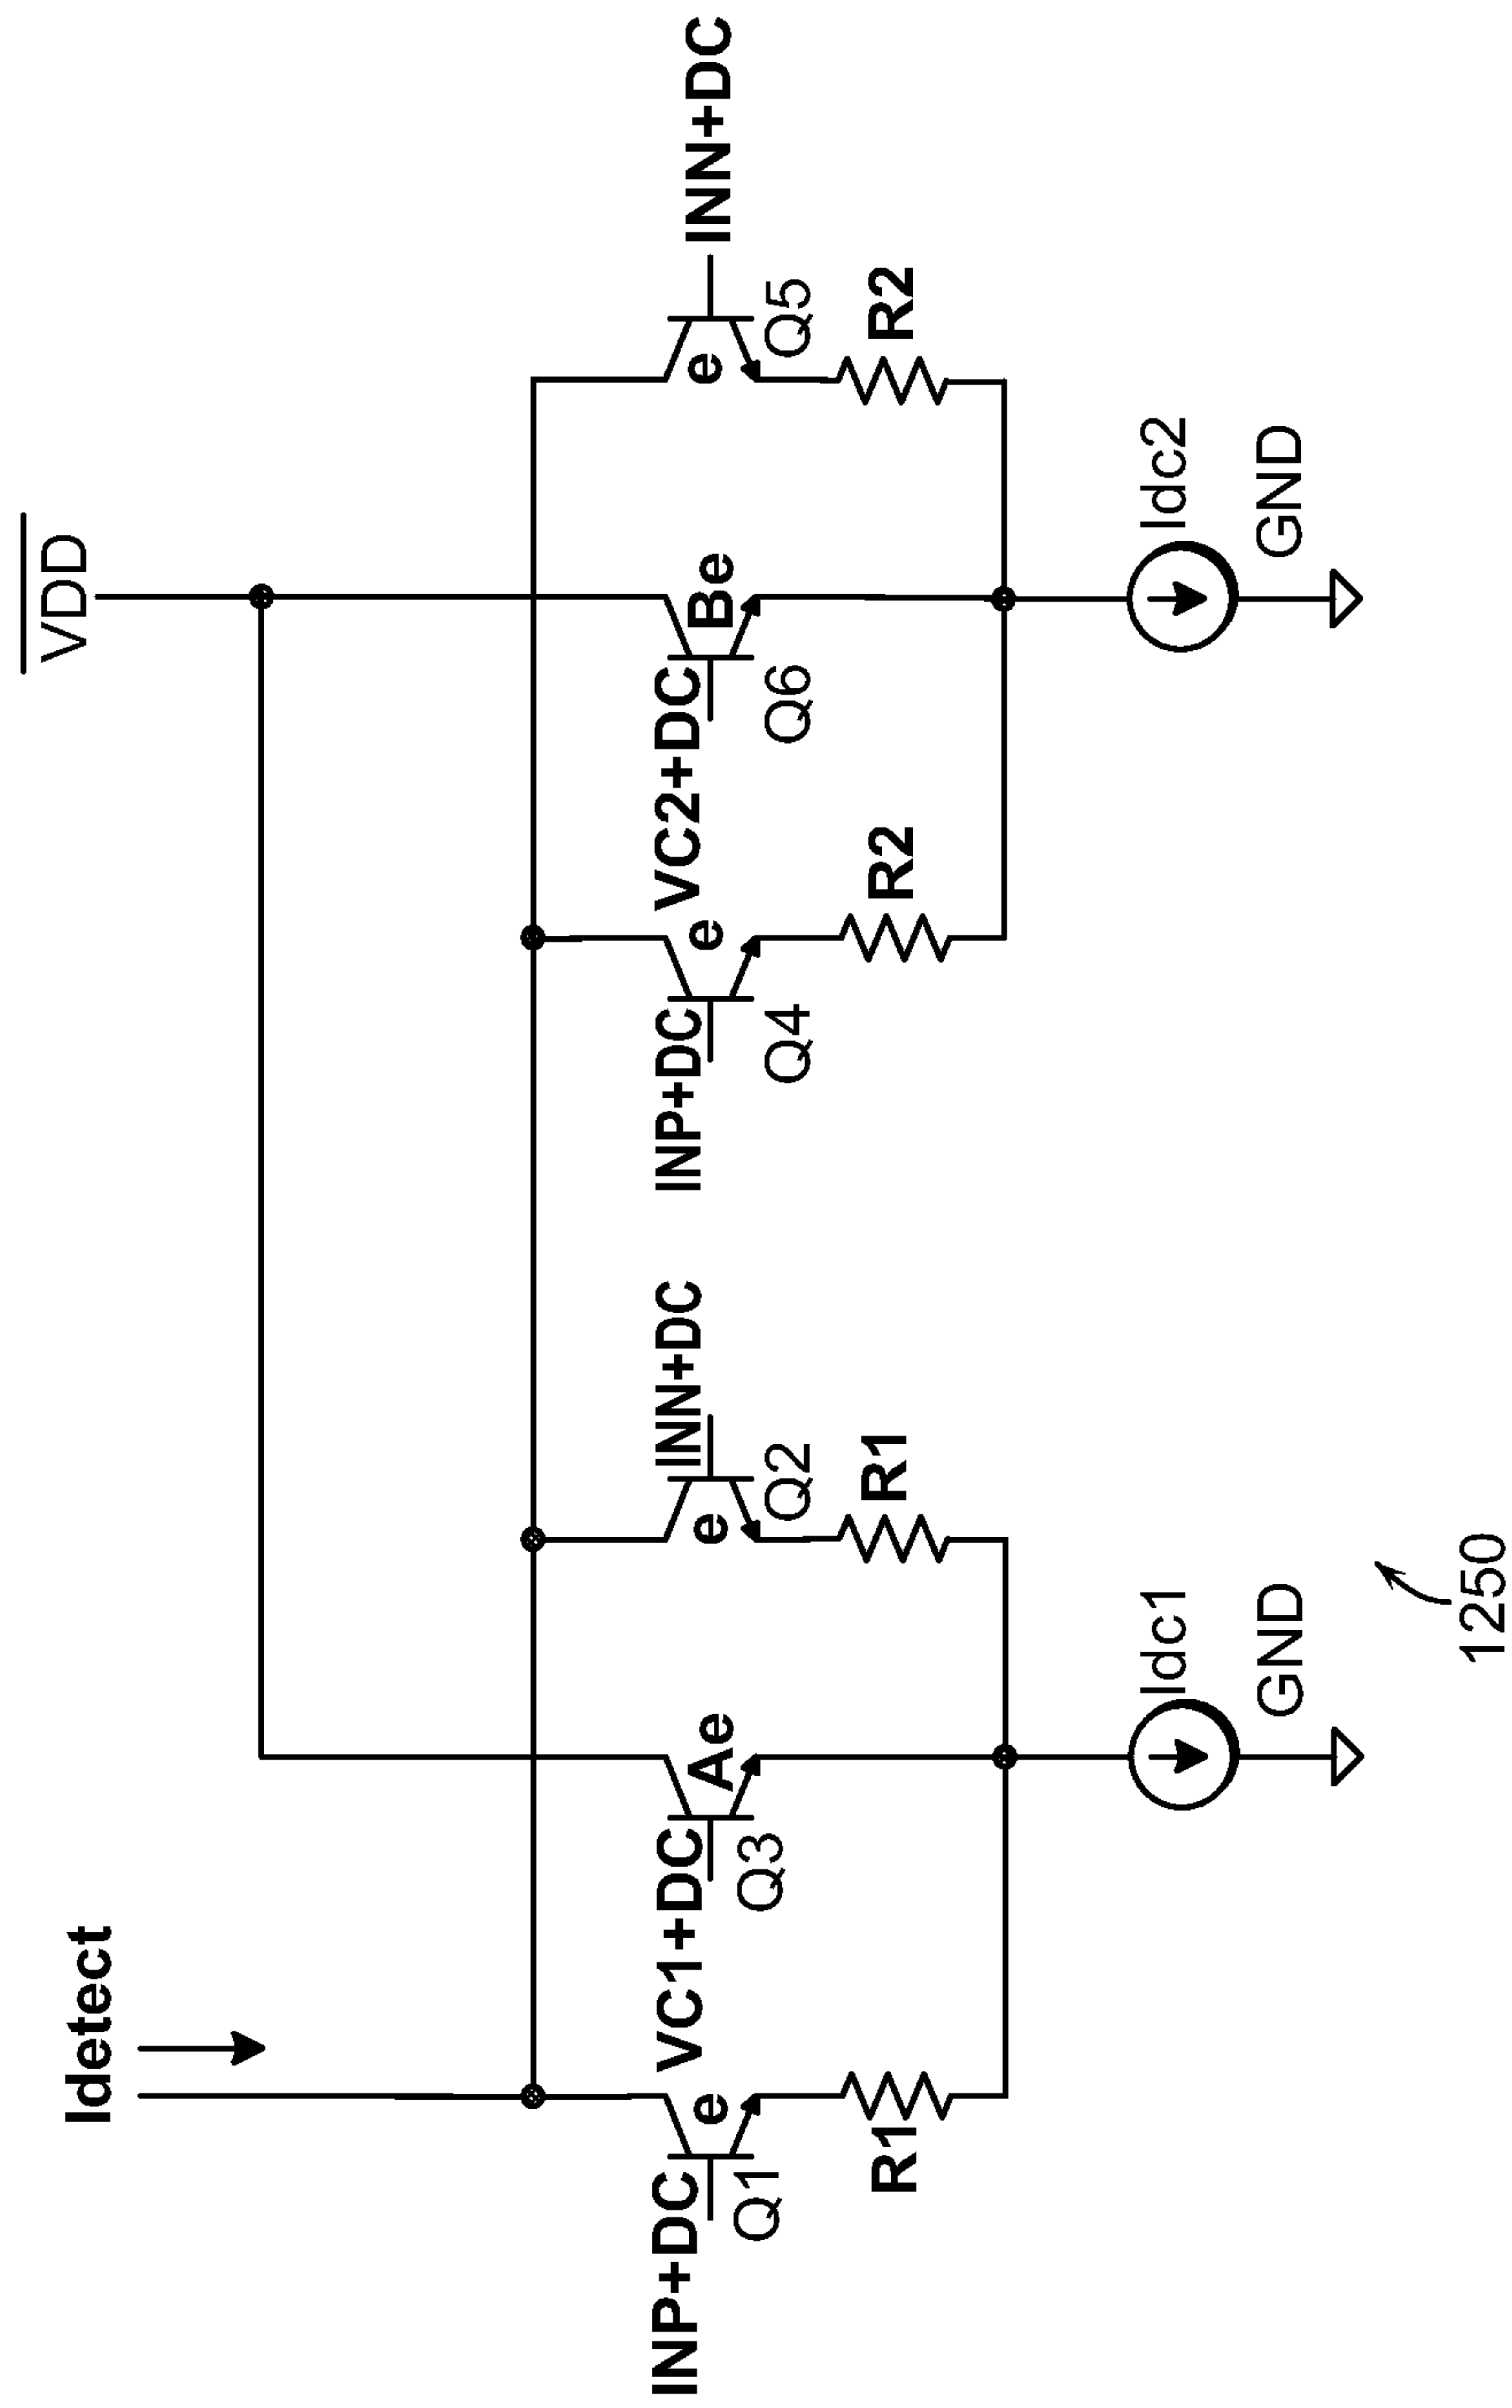 VDD
Idetect
INP+DC
e
Q1
VC1+DC
Ae
Q3
INN+DC
e
Q2
INP+DC
e
Q4
VC2+DC
Be
Q6
INN+DC
e
Q5
R1
R1
R2
R2
Idc1
GND
Idc2
GND
1250